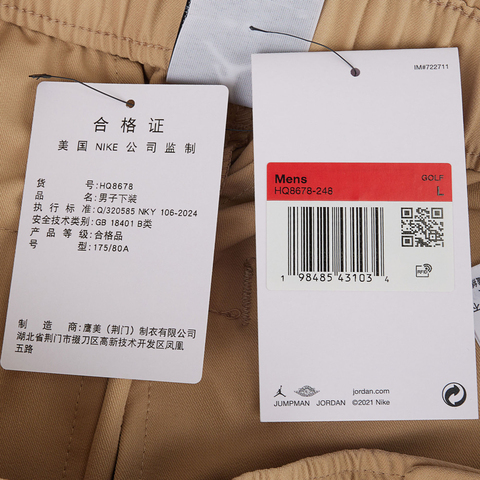 合格证
美国 NIKE 公司监制
货 号:HQ8678
品 名:男子下装
执行标准:Q/320585 NKY 106-2024
安全技术类别:GB 18401 B类
产品等级:合格品
号 型:175/80A
制造商:鹰美（荆门）制衣有限公司
湖北省荆门市掇刀区高新技术开发区凤凰
五路
IM#722711
Mens GOLF
HQ8678-248 L
1 98485 43103 4
RFID
JUMPMAN JORDAN
jordan.com
©2021 NIKE